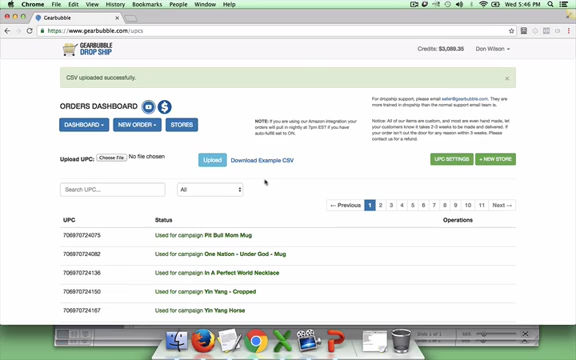 Chrome File Edit View History Bookmarks People Window Help
Wed 5:46 PM
Gearbubble
https://www.gearbubble.com/upcs
GEARBUBBLE
DROP SHIP
Credits: $3,089.35
Don Wilson
CSV uploaded successfully.
×
ORDERS DASHBOARD
NOTE: If you are using our Amazon integration your
orders will pull in nightly at 7pm EST if you have
auto-fulfill set to ON.
For dropship support, please email seller@gearbubble.com. They are
more trained in dropship than the normal support email team is.
Notice: All of our items are custom, and most are even hand made, let
your customers know it takes 2-3 weeks to be made and delivered. If
your item isn't out the door for any reason within 3 weeks. Please
contact us for a refund.
DASHBOARD
NEW ORDER
STORES
Upload UPC:
Choose File
No file chosen
Upload
Download Example CSV
UPC SETTINGS
+ NEW STORE
Search UPC...
All
← Previous 1 2 3 4 5 6 7 8 9 10 11 Next →
UPC Status Operations
706970724075 Used for campaign Pit Bull Mom Mug
706970724082 Used for campaign One Nation - Under God - Mug
706970724136 Used for campaign In A Perfect World Necklace
706970724150 Used for campaign Yin Yang - Cropped
706970724167 Used for campaign Yin Yang Horse